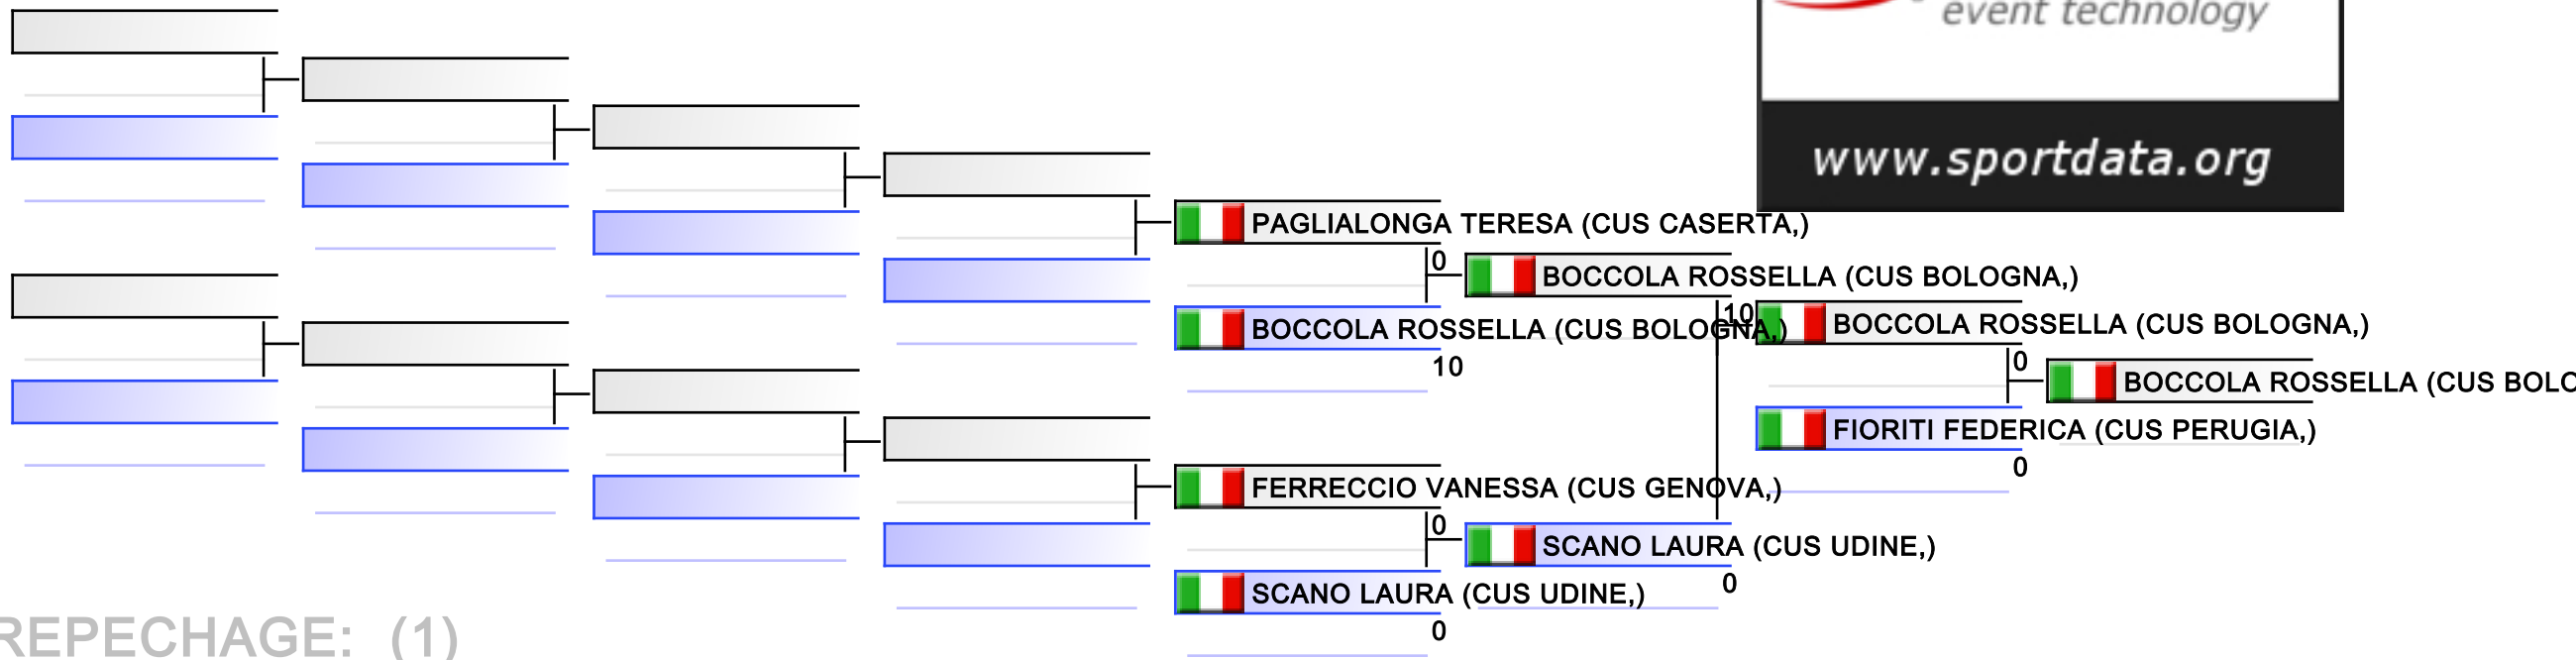 event technology
www.sportdata.org
PAGLIALONGA TERESA (CUS CASERTA,)
0
BOCCOLA ROSSELLA (CUS BOLOGNA,)
10
BOCCOLA ROSSELLA (CUS BOLOGNA,)
BOCCOLA ROSSELLA (CUS BOLOGNA,)
10
0
BOCCOLA ROSSELLA (CUS BOLO
FIORITI FEDERICA (CUS PERUGIA,)
0
FERRECCIO VANESSA (CUS GENOVA,)
0
SCANO LAURA (CUS UDINE,)
0
SCANO LAURA (CUS UDINE,)
0
REPECHAGE: (1)